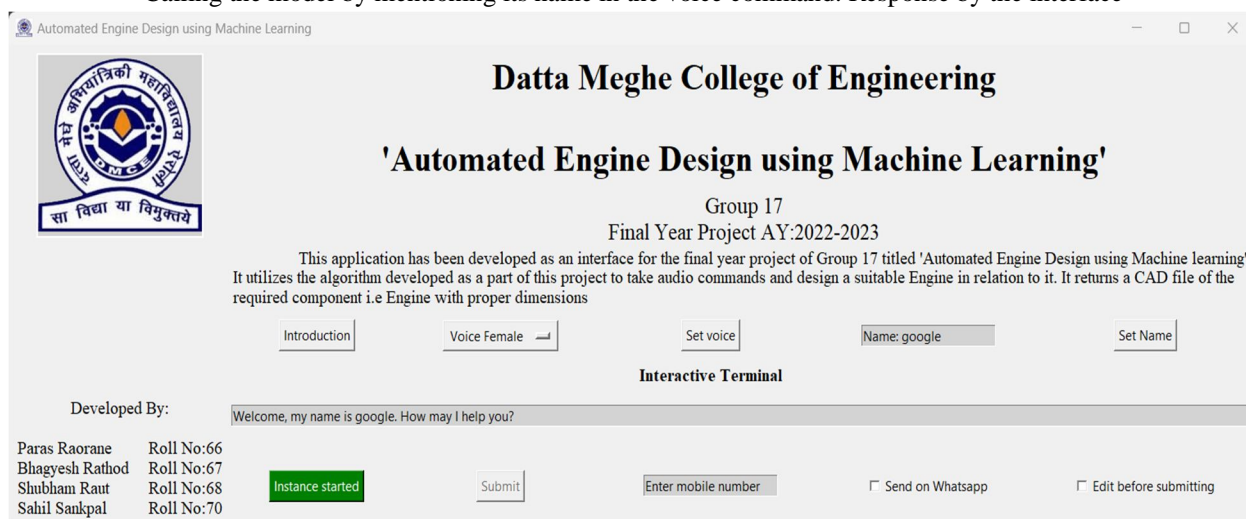 Calling the model by mentioning its name in the voice command. Response by the interface
Automated Engine Design using Machine Learning
दत्ता मेघे अभियांत्रिकी महाविद्यालय ऐरोली
DMCE
सा विद्या या विमुक्तये
Datta Meghe College of Engineering
'Automated Engine Design using Machine Learning'
Group 17
Final Year Project AY:2022-2023
This application has been developed as an interface for the final year project of Group 17 titled 'Automated Engine Design using Machine learning'
It utilizes the algorithm developed as a part of this project to take audio commands and design a suitable Engine in relation to it. It returns a CAD file of the
required component i.e Engine with proper dimensions
Introduction Voice Female Set voice Name: google Set Name
Interactive Terminal
Developed By:
Welcome, my name is google. How may I help you?
Paras Raorane Roll No:66
Bhagyesh Rathod Roll No:67
Shubham Raut Roll No:68
Sahil Sankpal Roll No:70
Instance started Submit Enter mobile number Send on Whatsapp Edit before submitting